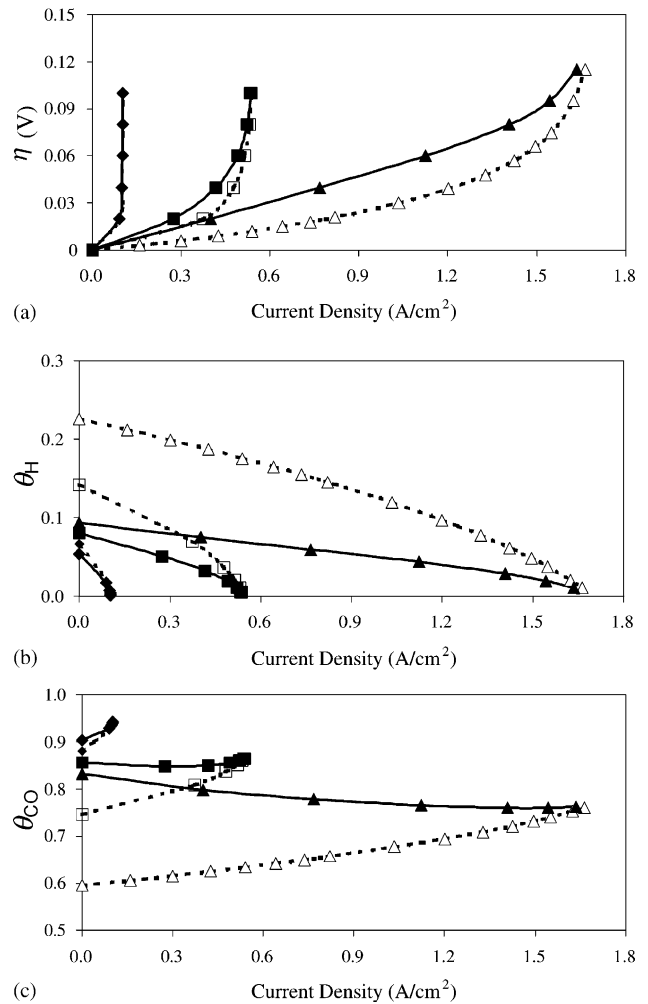 0.15
0.12
0.09
0.06
0.03
0
η (V)
0.0 0.3 0.6 0.9 1.2 1.5 1.8
(a) Current Density (A/cm²)
0.3
0.2
0.1
0.0
θH
0.0 0.3 0.6 0.9 1.2 1.5 1.8
(b) Current Density (A/cm²)
1.0
0.9
0.8
0.7
0.6
0.5
θCO
0.0 0.3 0.6 0.9 1.2 1.5 1.8
(c) Current Density (A/cm²)